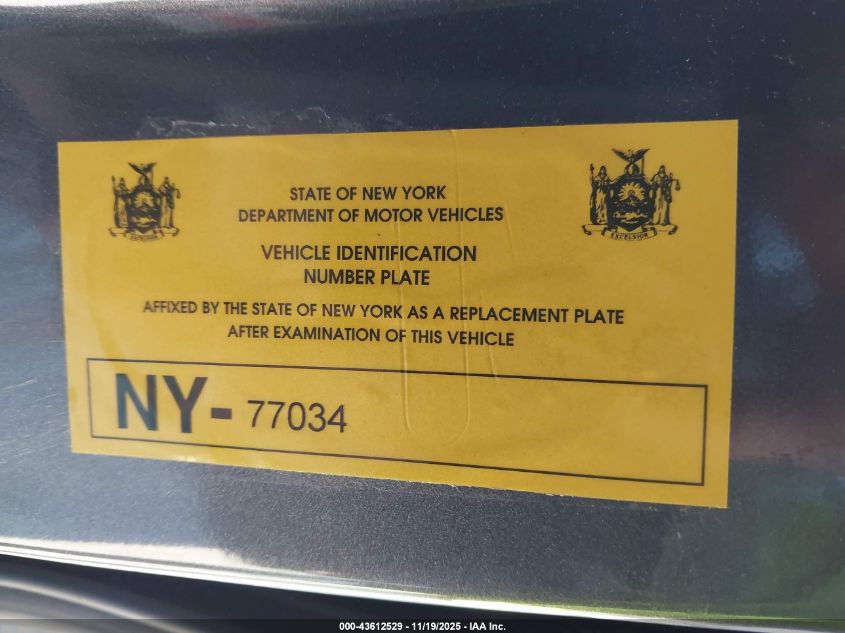 STATE OF NEW YORK
DEPARTMENT OF MOTOR VEHICLES
VEHICLE IDENTIFICATION
NUMBER PLATE
AFFIXED BY THE STATE OF NEW YORK AS A REPLACEMENT PLATE
AFTER EXAMINATION OF THIS VEHICLE
NY- 77034
EXCELSIOR
000-43612529 - 11/19/2025 - IAA Inc.